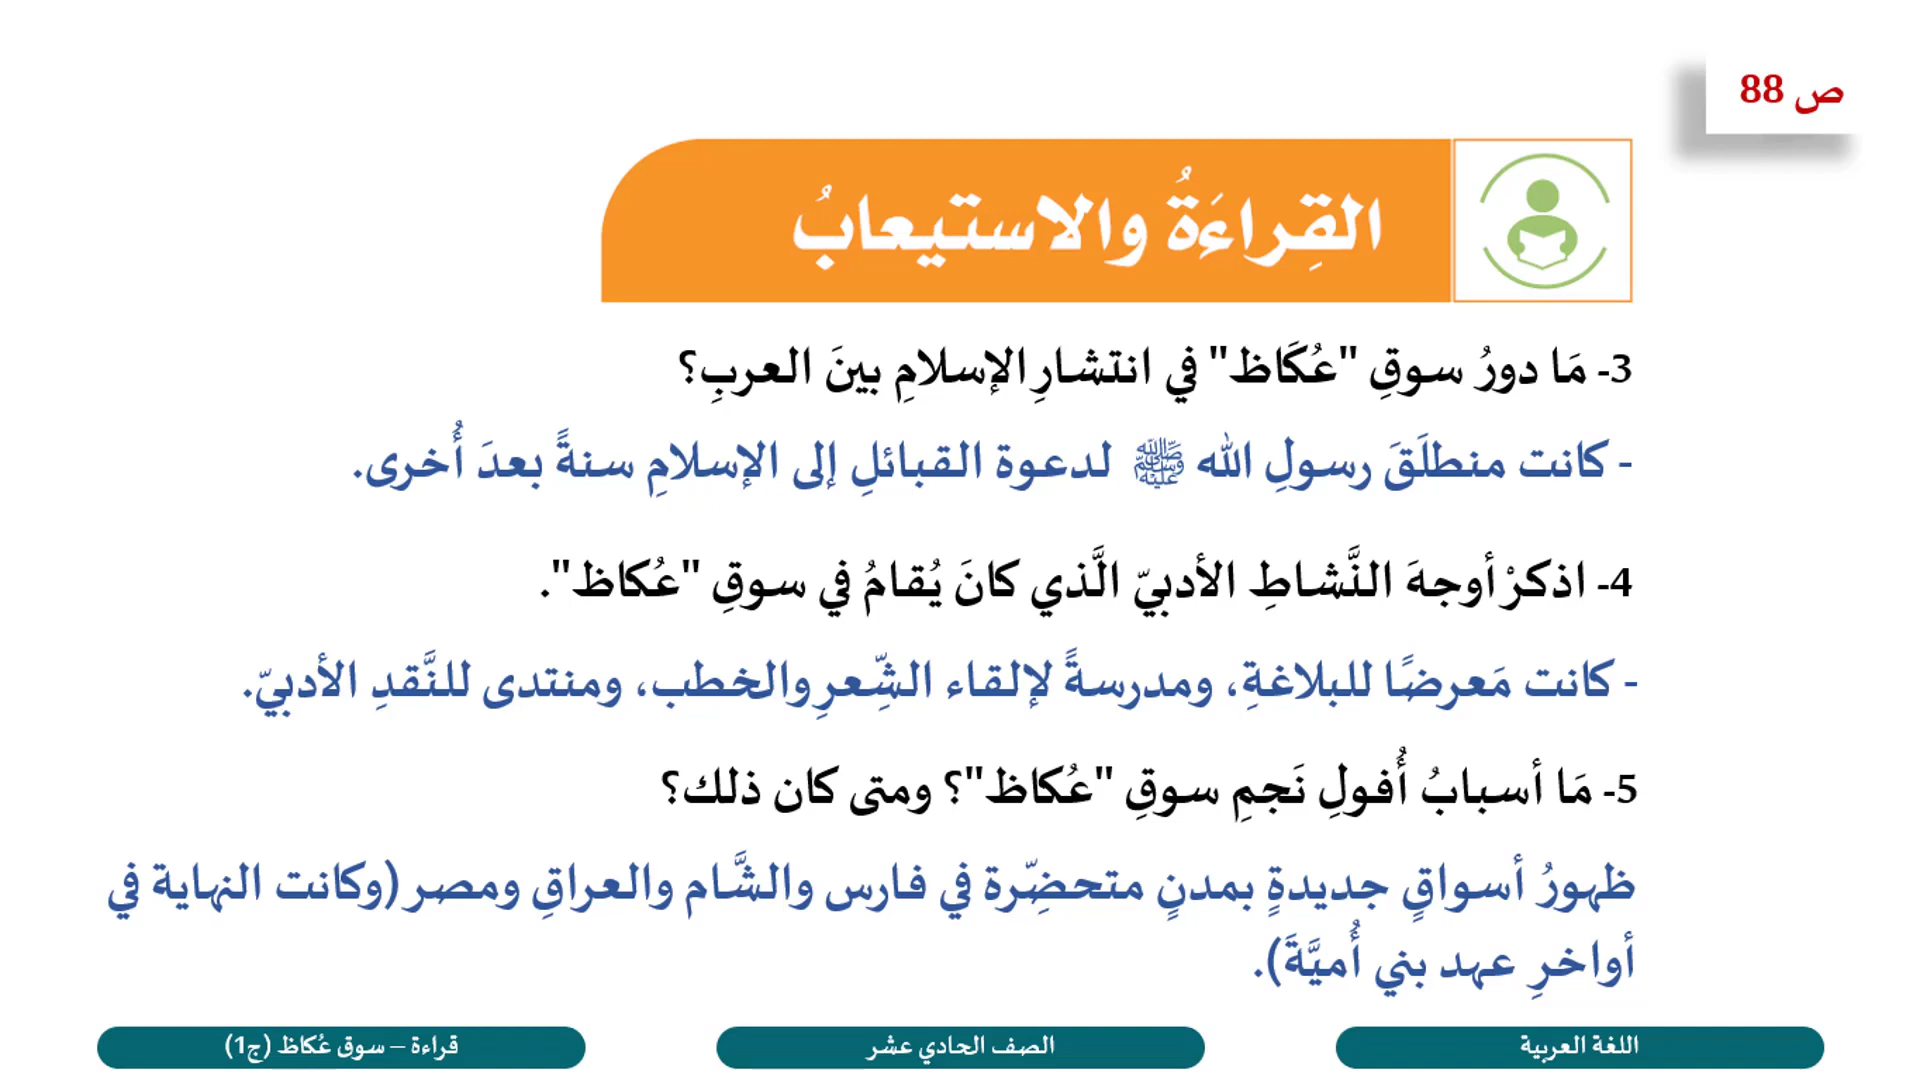 ص 88
القِراءَةُ والاستيعابُ
3- مَا دورُ سوقِ "عُكَاظ" في انتشارِ الإسلامِ بينَ العربِ؟
- كانت منطلَقَ رسولِ الله ﷺ لدعوة القبائلِ إلى الإسلامِ سنةً بعدَ أُخرى.
4- اذكرْ أوجهَ النَّشاطِ الأدبيّ الَّذي كانَ يُقامُ في سوقِ "عُكاظ".
- كانت مَعرضًا للبلاغةِ، ومدرسةً لإلقاء الشِّعرِ والخطب، ومنتدى للنَّقدِ الأدبيّ.
5- مَا أسبابُ أُفولِ نَجمِ سوقِ "عُكاظ"؟ ومتى كان ذلك؟
ظهورُ أسواقٍ جديدةٍ بمدنٍ متحضِّرة في فارس والشَّام والعراقِ ومصر (وكانت النهاية في
أواخرِ عهد بني أُميَّةَ).
اللغة العربية
الصف الحادي عشر
قراءة – سوق عُكاظ (ج1)